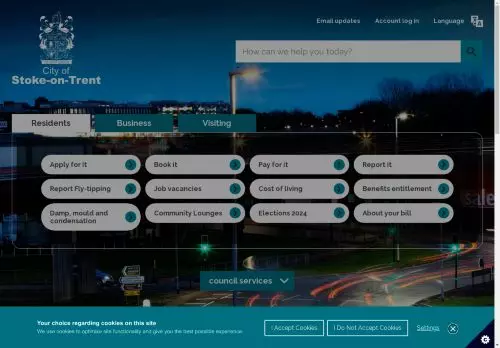 Email updates
Account log in
Language
City of
Stoke-on-Trent
How can we help you today?
Residents
Business
Visiting
Apply for it
Book it
Pay for it
Report it
Report Fly-tipping
Job vacancies
Cost of living
Benefits entitlement
Damp, mould and
condensation
Community Lounges
Elections 2024
About your bill
sale
council services
Your choice regarding cookies on this site
We use cookies to optimise site functionality and give you the best possible experience.
I Accept Cookies
I Do Not Accept Cookies
Settings